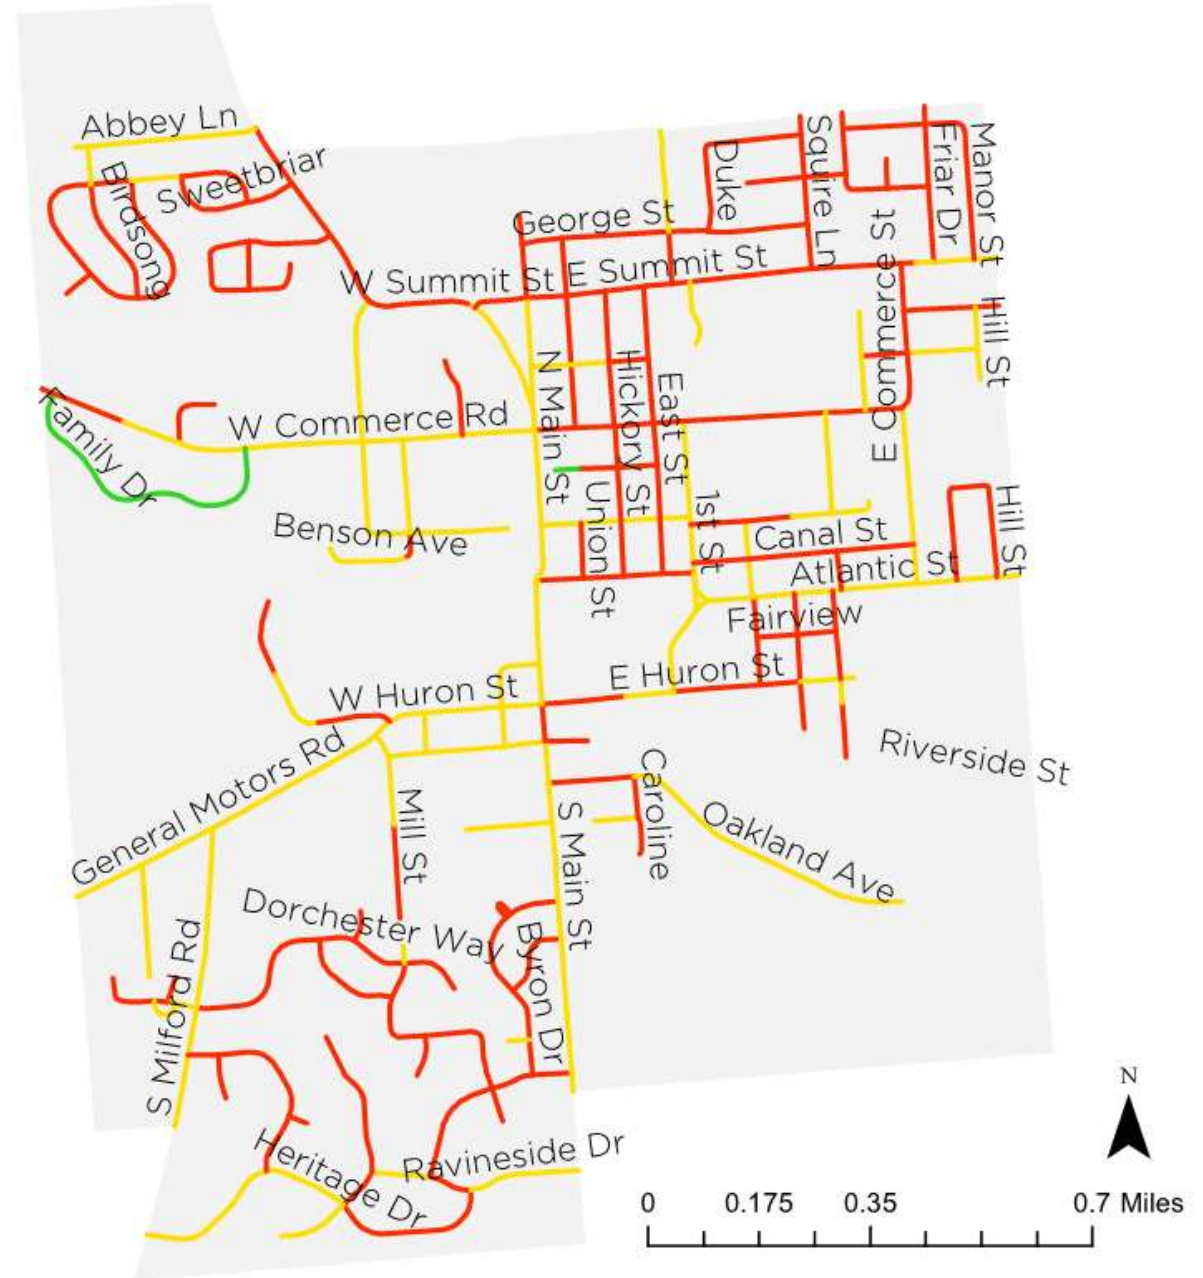 Abbey Ln
Birdsong
Sweetbriar
Duke
Squire Ln
Friar Dr
Manor St
George St
W Summit St
E Summit St
E Commerce St
Hill St
N Main St
Hickory St
East St
Family Dr
W Commerce Rd
Union St
1st St
Hill St
Benson Ave
Canal St
Atlantic St
Fairview
E Huron St
W Huron St
Riverside St
General Motors Rd
Mill St
Caroline
Oakland Ave
S Main St
Dorchester Way
Byron Dr
S Milford Rd
Heritage Dr
Ravineside Dr
N
0 0.175 0.35 0.7 Miles